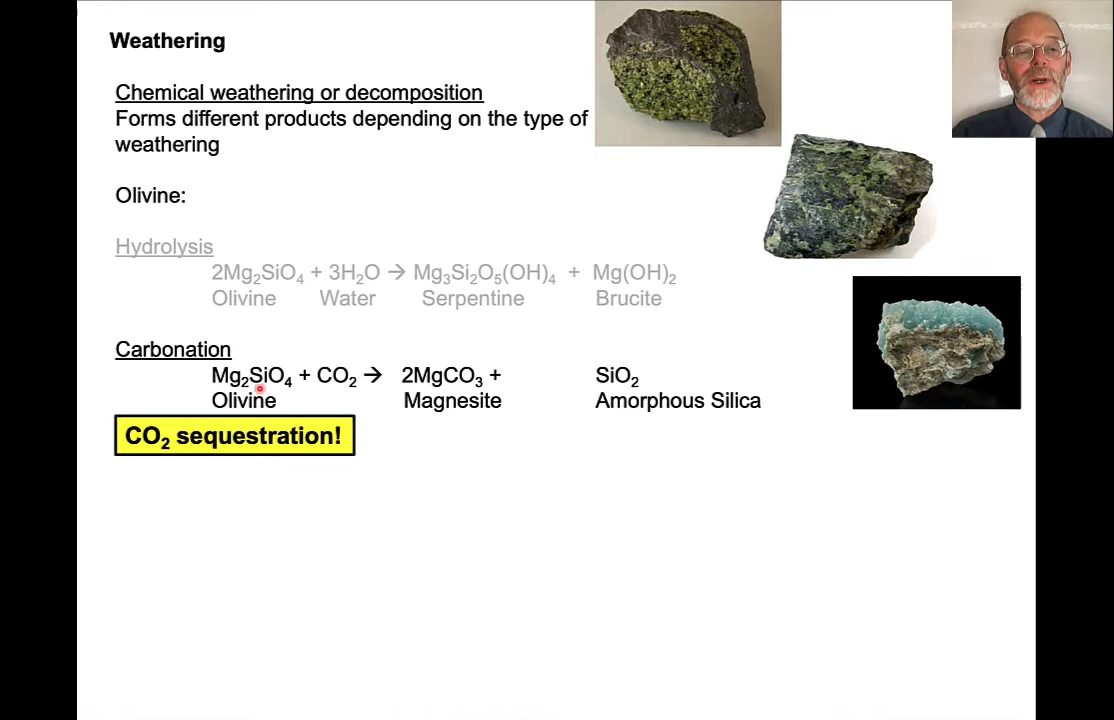 Weathering
Chemical weathering or decomposition
Forms different products depending on the type of
weathering
Olivine:
Hydrolysis
2Mg₂SiO₄ + 3H₂O → Mg₃Si₂O₅(OH)₄ + Mg(OH)₂
Olivine Water Serpentine Brucite
Carbonation
Mg₂SiO₄ + CO₂ → 2MgCO₃ + SiO₂
Olivine Magnesite Amorphous Silica
CO₂ sequestration!